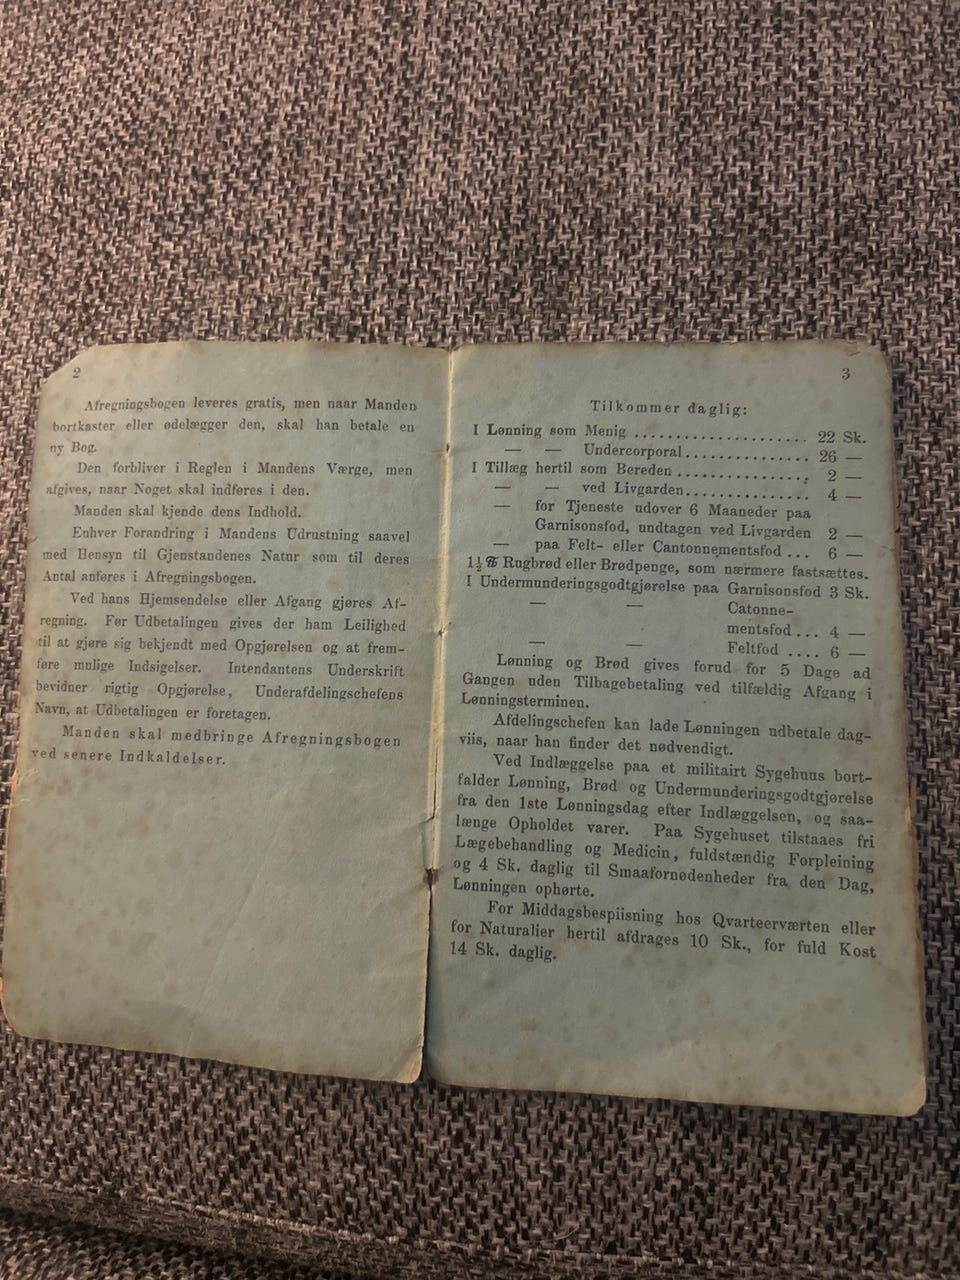 2
Afregningsbogen leveres gratis, men naar Manden
bortkaster eller ødelægger den, skal han betale en
ny Bog.
Den forbliver i Reglen i Mandens Værge, men
afgives, naar Noget skal indføres i den.
Manden skal kjende dens Indhold.
Enhver Forandring i Mandens Udrustning saavel
med Hensyn til Gjenstandenes Natur som til deres
Antal anføres i Afregningsbogen.
Ved hans Hjemsendelse eller Afgang gjøres Af-
regning. Før Udbetalingen gives der ham Leilighed
til at gjøre sig bekjendt med Opgjørelsen og at frem-
føre mulige Indsigelser. Intendantens Underskrift
bevidner rigtig Opgjørelse, Underafdelingschefens
Navn, at Udbetalingen er foretagen.
Manden skal medbringe Afregningsbogen
ved senere Indkaldelser.
3
Tilkommer daglig:
I Lønning som Menig .................... 22 Sk.
— — Undercorporal............... 26 —
I Tillæg hertil som Bereden ................ 2 —
— — ved Livgarden............... 4 —
— for Tjeneste udover 6 Maaneder paa
Garnisonsfod, undtagen ved Livgarden 2 —
— paa Felt- eller Cantonnementsfod ... 6 —
1½ ℔ Rugbrød eller Brødpenge, som nærmere fastsættes.
I Undermunderingsgodtgjørelse paa Garnisonsfod 3 Sk.
— — Catonne-
mentsfod ... 4 —
— — Feltfod .... 6 —
Lønning og Brød gives forud for 5 Dage ad
Gangen uden Tilbagebetaling ved tilfældig Afgang i
Lønningsterminen.
Afdelingschefen kan lade Lønningen udbetale dag-
viis, naar han finder det nødvendigt.
Ved Indlæggelse paa et militairt Sygehuus bort-
falder Lønning, Brød og Undermunderingsgodtgjørelse
fra den 1ste Lønningsdag efter Indlæggelsen, og saa-
længe Opholdet varer. Paa Sygehuset tilstaaes fri
Lægebehandling og Medicin, fuldstændig Forpleining
og 4 Sk. daglig til Smaafornødenheder fra den Dag,
Lønningen ophørte.
For Middagsbespiisning hos Qvarteerværten eller
for Naturalier hertil afdrages 10 Sk., for fuld Kost
14 Sk. daglig.